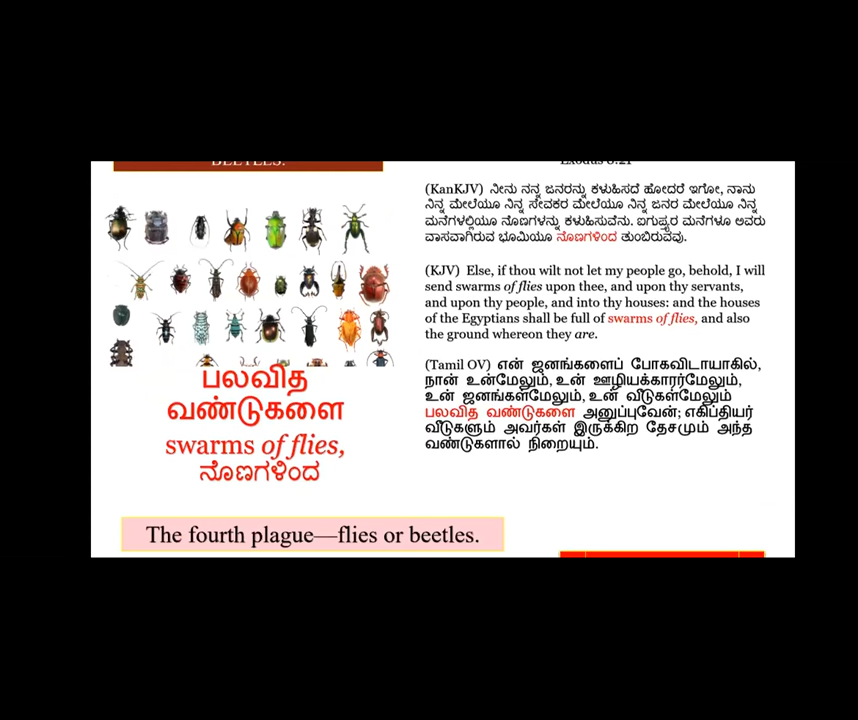 BEETLES.
பலவித
வண்டுகளை
swarms of flies,
ನೊಣಗಳಿಂದ
The fourth plague—flies or beetles.
Exodus 8:21
(KanKJV) ನೀನು ನನ್ನ ಜನರನ್ನು ಕಳುಹಿಸದೆ ಹೋದರೆ ಇಗೋ, ನಾನು
ನಿನ್ನ ಮೇಲೆಯೂ ನಿನ್ನ ಸೇವಕರ ಮೇಲೆಯೂ ನಿನ್ನ ಜನರ ಮೇಲೆಯೂ ನಿನ್ನ
ಮನೆಗಳಲ್ಲಿಯೂ ನೊಣಗಳನ್ನು ಕಳುಹಿಸುವೆನು. ಐಗುಪ್ತ್ಯರ ಮನೆಗಳೂ ಅವರು
ವಾಸವಾಗಿರುವ ಭೂಮಿಯೂ ನೊಣಗಳಿಂದ ತುಂಬಿರುವವು.
(KJV) Else, if thou wilt not let my people go, behold, I will
send swarms of flies upon thee, and upon thy servants,
and upon thy people, and into thy houses: and the houses
of the Egyptians shall be full of swarms of flies, and also
the ground whereon they are.
(Tamil OV) என் ஜனங்களைப் போகவிடாயாகில்,
நான் உன்மேலும், உன் ஊழியக்காரர்மேலும்,
உன் ஜனங்கள்மேலும், உன் வீடுகள்மேலும்
பலவித வண்டுகளை அனுப்புவேன்; எகிப்தியர்
வீடுகளும் அவர்கள் இருக்கிற தேசமும் அந்த
வண்டுகளால் நிறையும்.